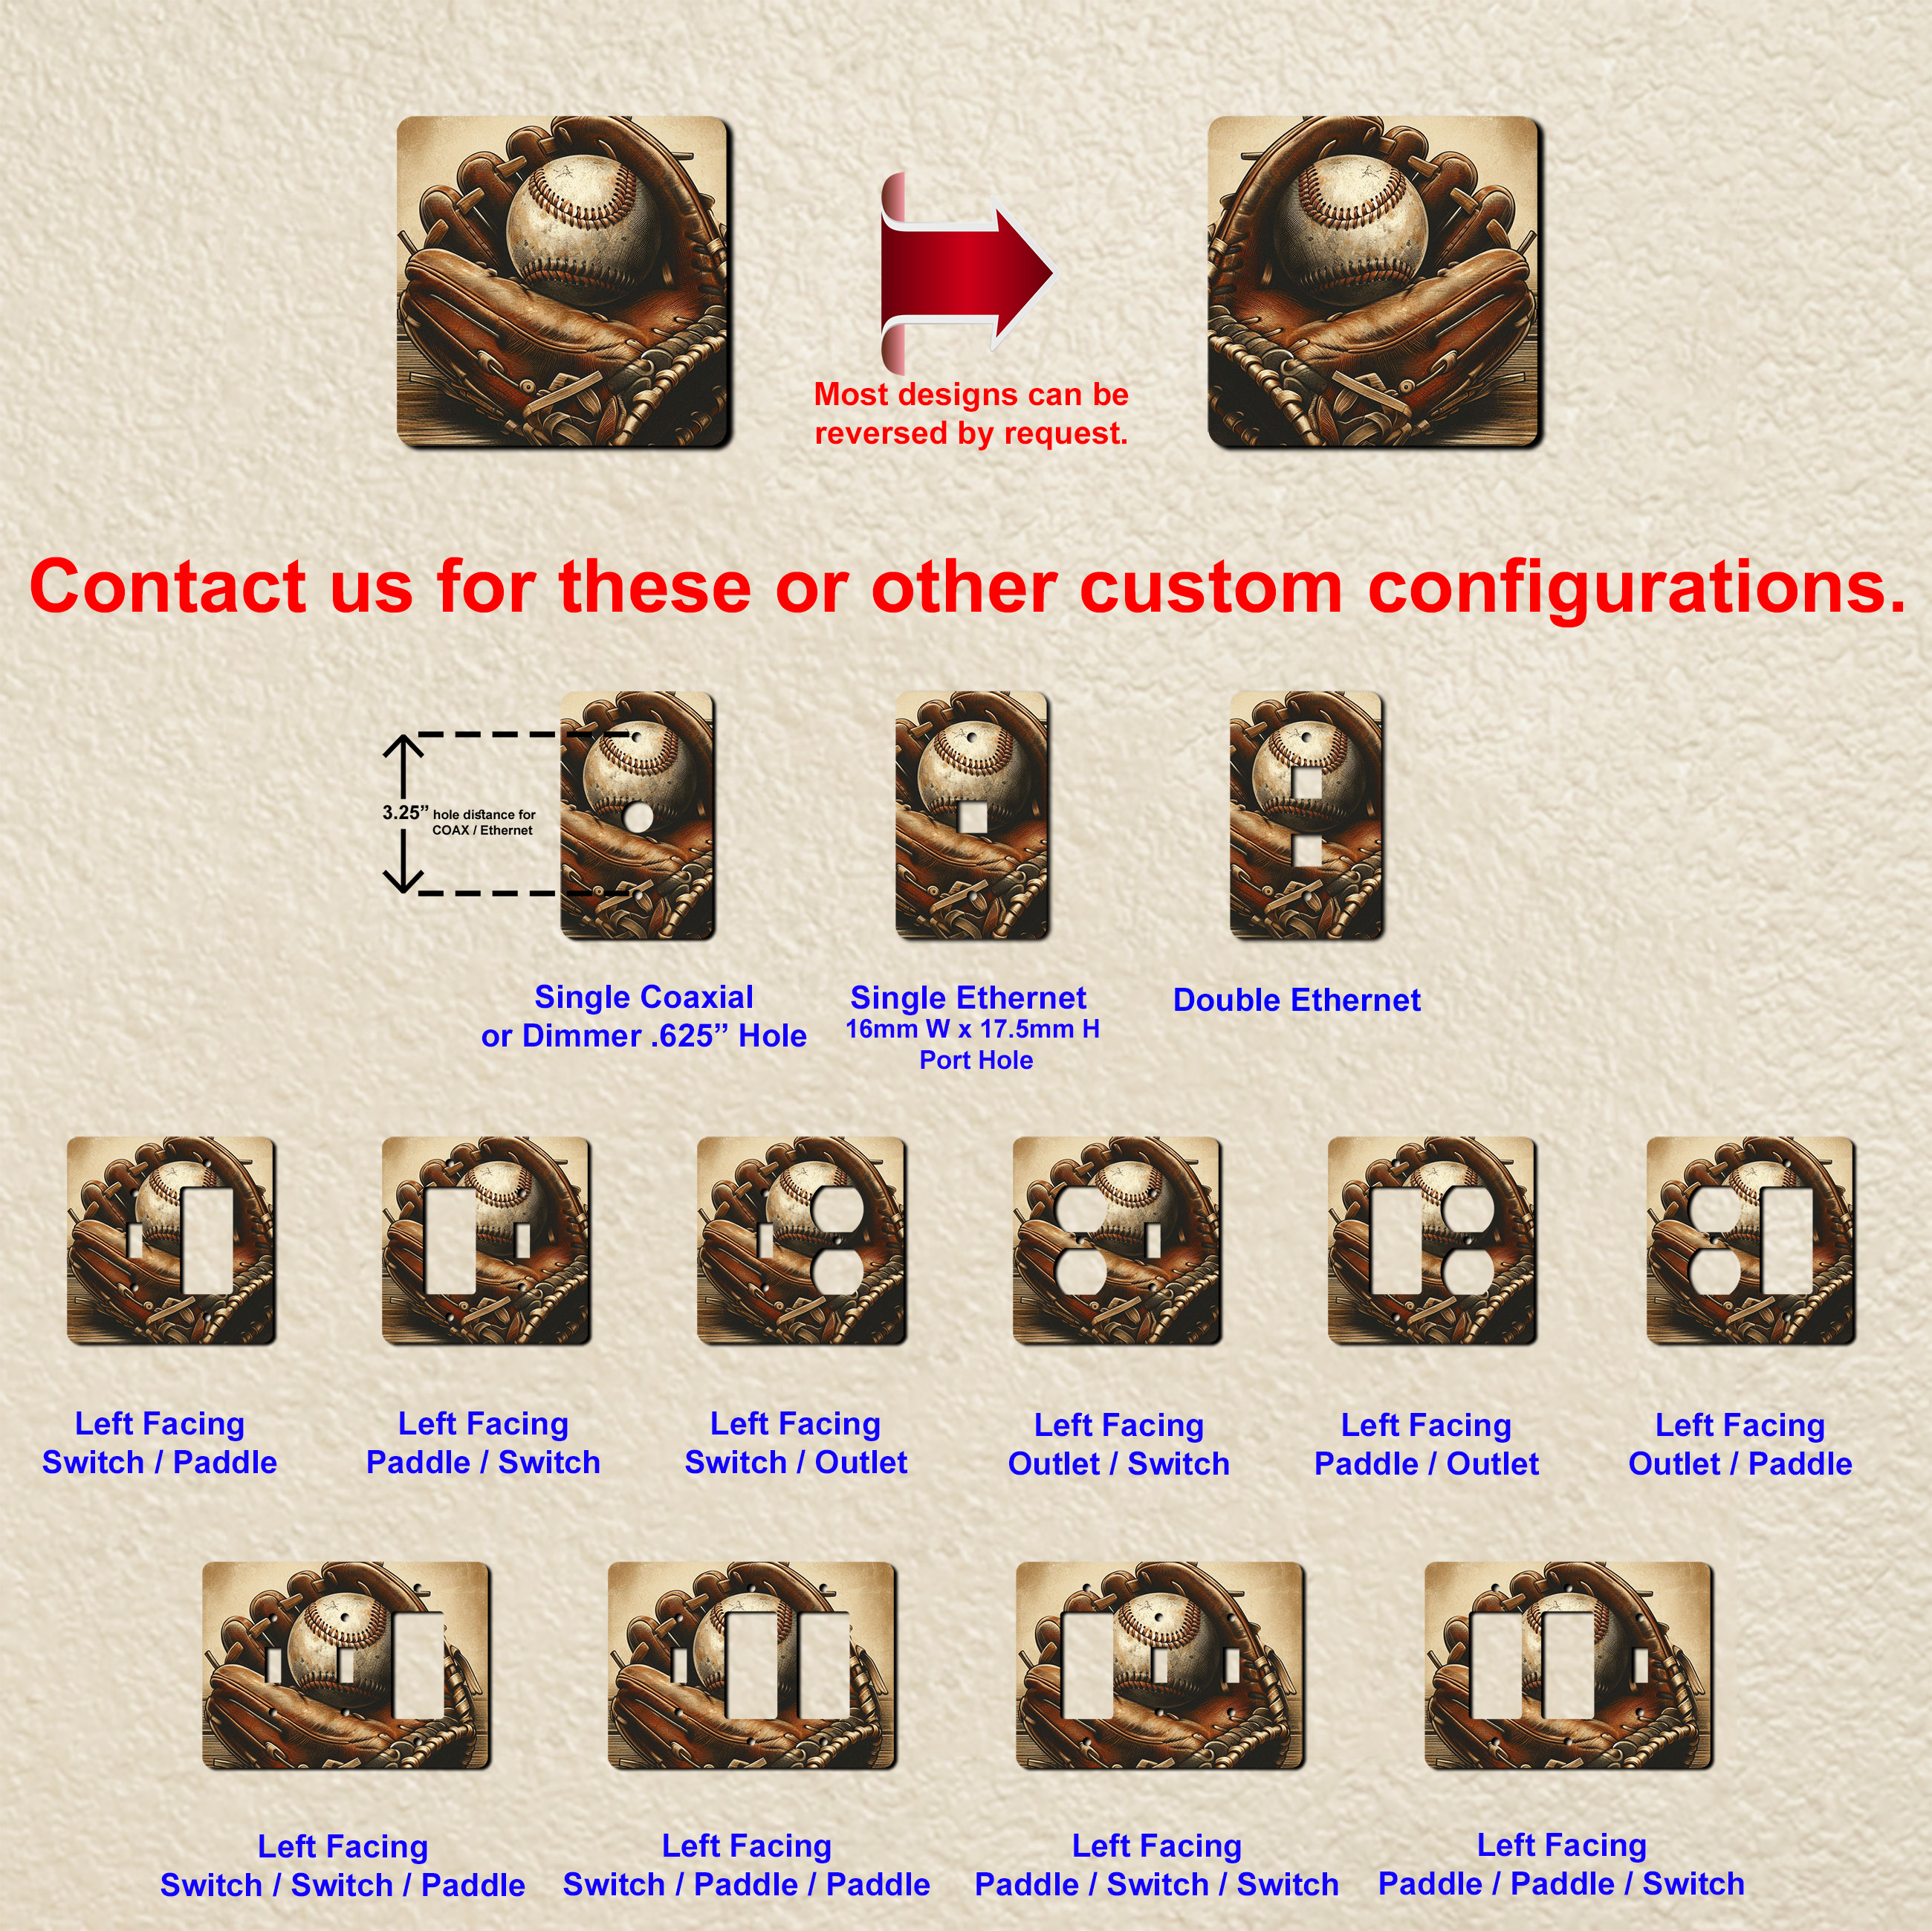 Most designs can be
reversed by request.
Contact us for these or other custom configurations.
3.25” hole distance for
COAX / Ethernet
Single Coaxial
or Dimmer .625” Hole
Single Ethernet
16mm W x 17.5mm H
Port Hole
Double Ethernet
Left Facing
Switch / Paddle
Left Facing
Paddle / Switch
Left Facing
Switch / Outlet
Left Facing
Outlet / Switch
Left Facing
Paddle / Outlet
Left Facing
Outlet / Paddle
Left Facing
Switch / Switch / Paddle
Left Facing
Switch / Paddle / Paddle
Left Facing
Paddle / Switch / Switch
Left Facing
Paddle / Paddle / Switch